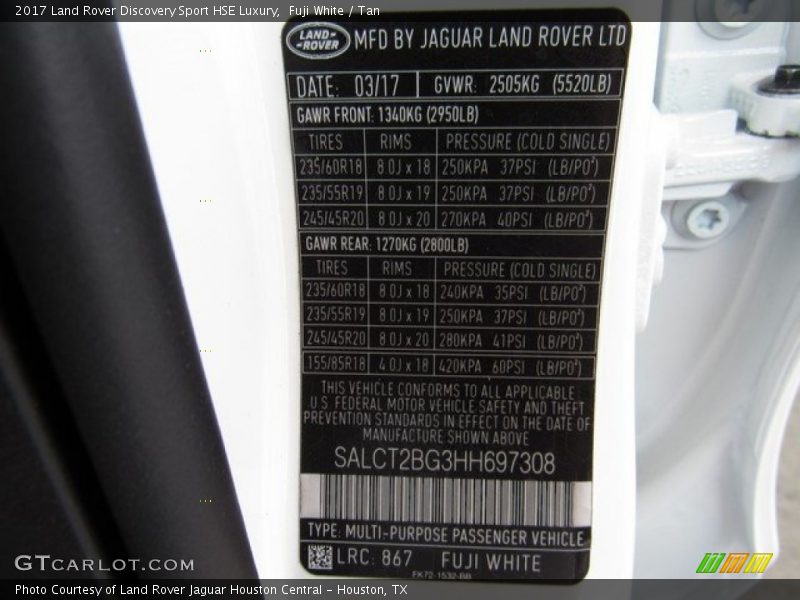 2017 Land Rover Discovery Sport HSE Luxury, Fuji White / Tan
LAND-
-ROVER
MFD BY JAGUAR LAND ROVER LTD
DATE: 03/17 GVWR: 2505KG (5520LB)
GAWR FRONT: 1340KG (2950LB)
TIRES RIMS PRESSURE (COLD SINGLE)
235/60R18 8.0J x 18 250KPA 37PSI (LB/PO²)
235/55R19 8.0J x 19 250KPA 37PSI (LB/PO²)
245/45R20 8.0J x 20 270KPA 40PSI (LB/PO²)
GAWR REAR: 1270KG (2800LB)
TIRES RIMS PRESSURE (COLD SINGLE)
235/60R18 8.0J x 18 240KPA 35PSI (LB/PO²)
235/55R19 8.0J x 19 250KPA 37PSI (LB/PO²)
245/45R20 8.0J x 20 280KPA 41PSI (LB/PO²)
155/85R18 4.0J x 18 420KPA 60PSI (LB/PO²)
THIS VEHICLE CONFORMS TO ALL APPLICABLE
U.S. FEDERAL MOTOR VEHICLE SAFETY AND THEFT
PREVENTION STANDARDS IN EFFECT ON THE DATE OF
MANUFACTURE SHOWN ABOVE
SALCT2BG3HH697308
TYPE: MULTI-PURPOSE PASSENGER VEHICLE
LRC: 867 FUJI WHITE
FK72-1532-BB
GTCARLOT.COM
Photo Courtesy of Land Rover Jaguar Houston Central - Houston, TX